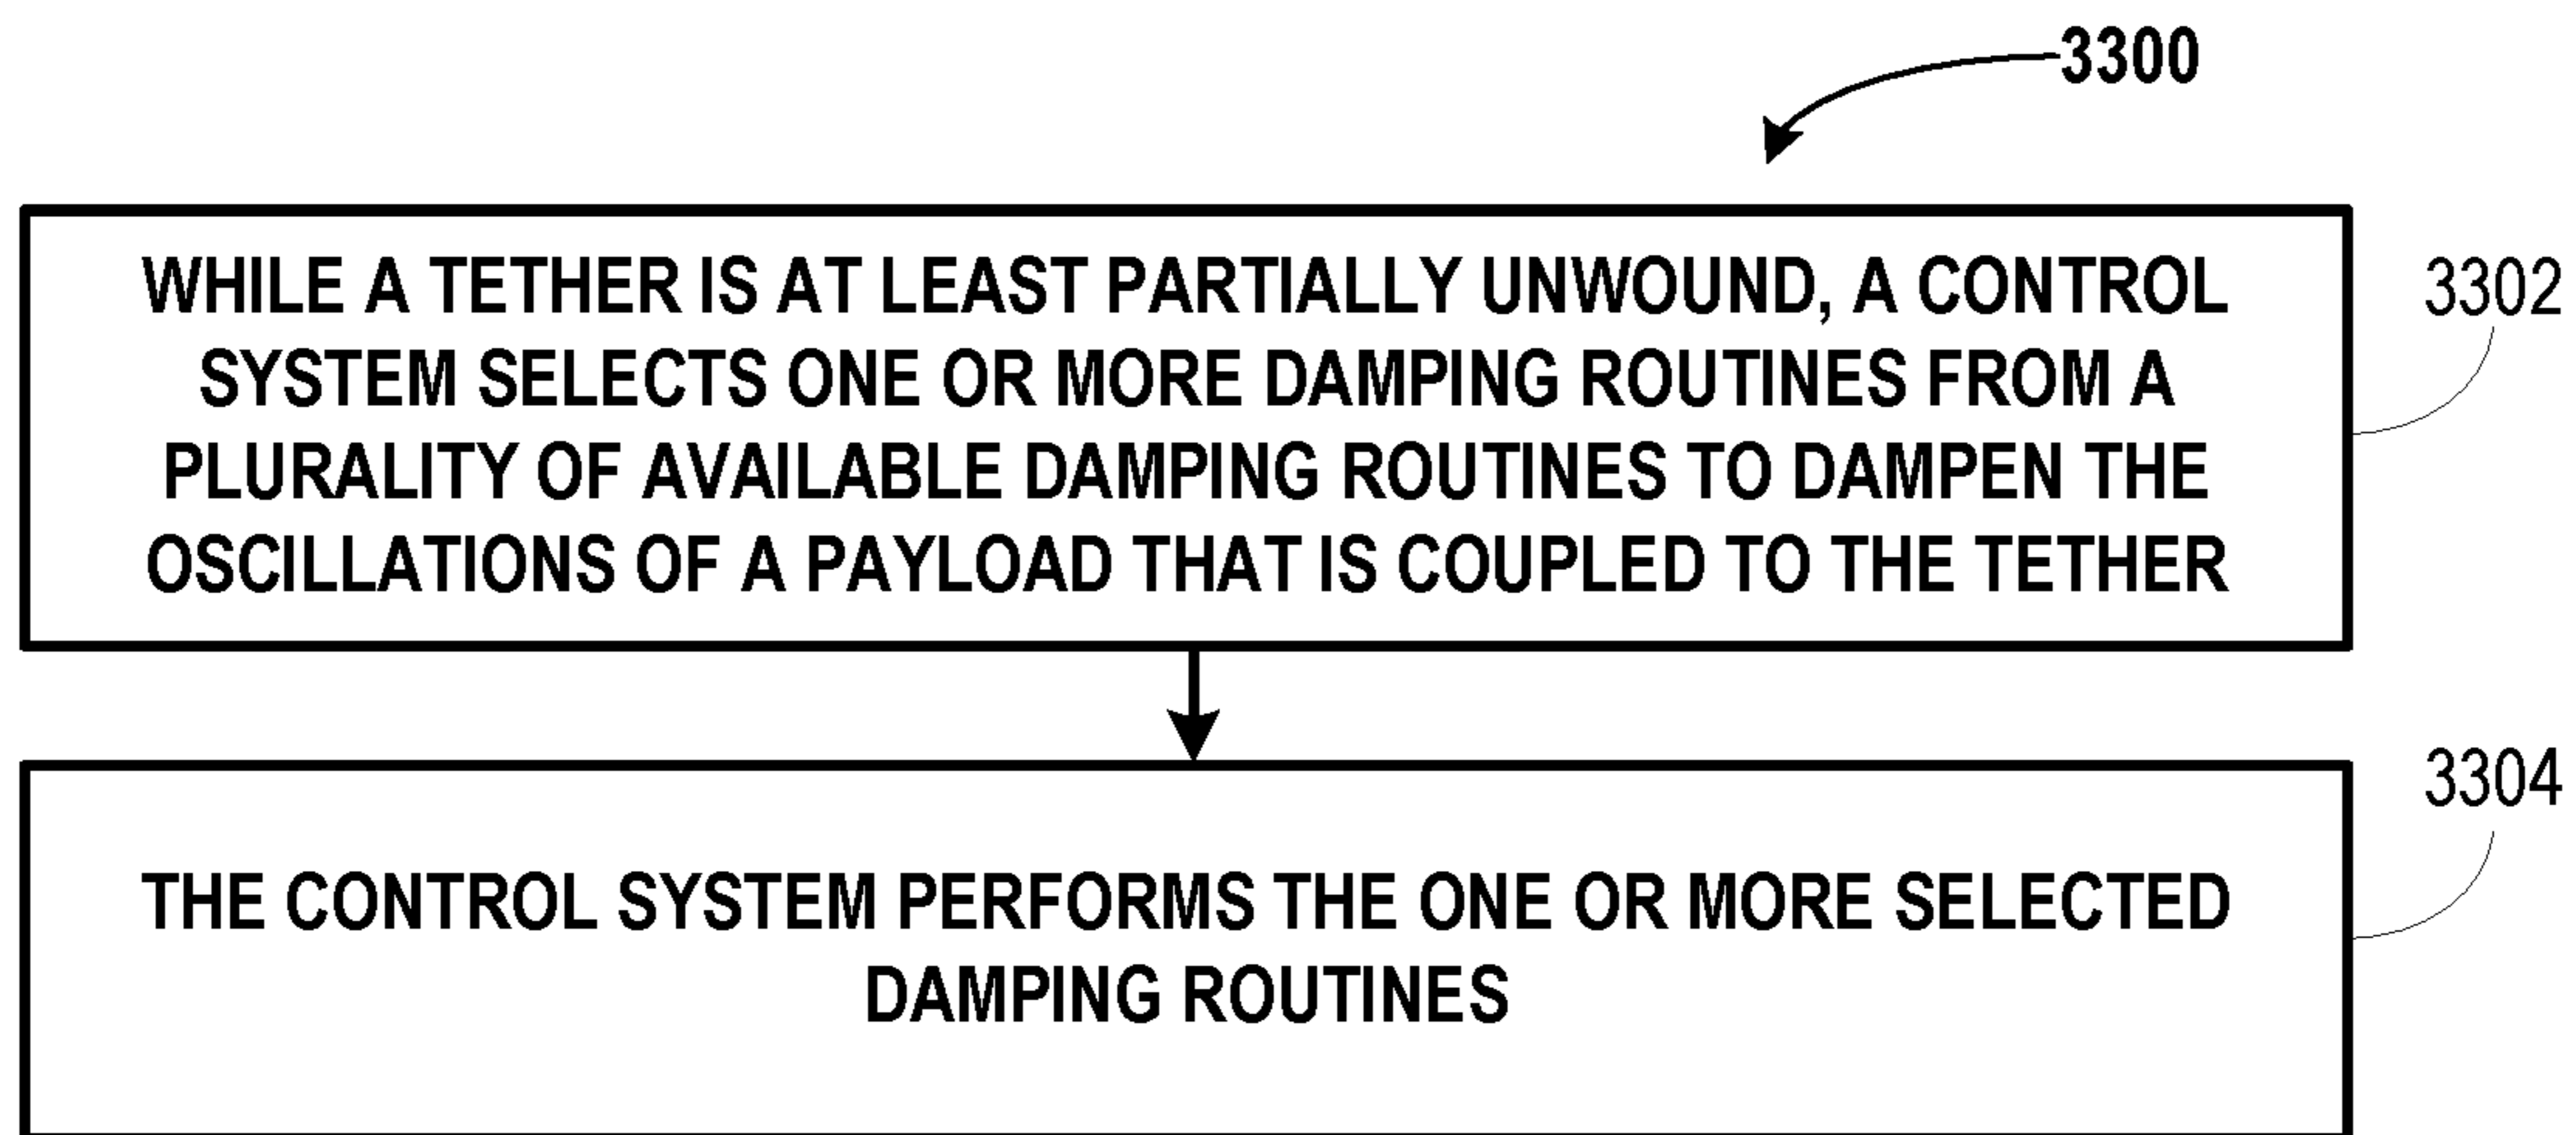 3300
WHILE A TETHER IS AT LEAST PARTIALLY UNWOUND, A CONTROL
SYSTEM SELECTS ONE OR MORE DAMPING ROUTINES FROM A
PLURALITY OF AVAILABLE DAMPING ROUTINES TO DAMPEN THE
OSCILLATIONS OF A PAYLOAD THAT IS COUPLED TO THE TETHER
3302
THE CONTROL SYSTEM PERFORMS THE ONE OR MORE SELECTED
DAMPING ROUTINES
3304